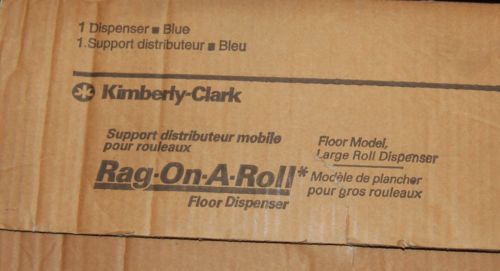 1 Dispenser ■ Blue
1 Support distributeur ■ Bleu
Kimberly-Clark
Support distributeur mobile
pour rouleaux
Rag-On-A-Roll*
Floor Dispenser
Floor Model,
Large Roll Dispenser
Modèle de plancher
pour gros rouleaux